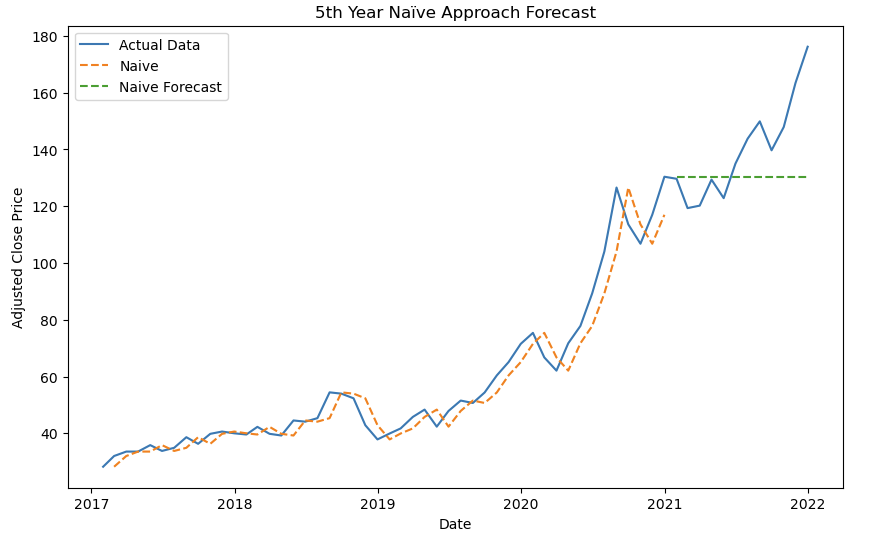 5th Year Naïve Approach Forecast
Actual Data
Naive
Naive Forecast
180
160
140
120
100
80
60
40
Adjusted Close Price
2017 2018 2019 2020 2021 2022
Date